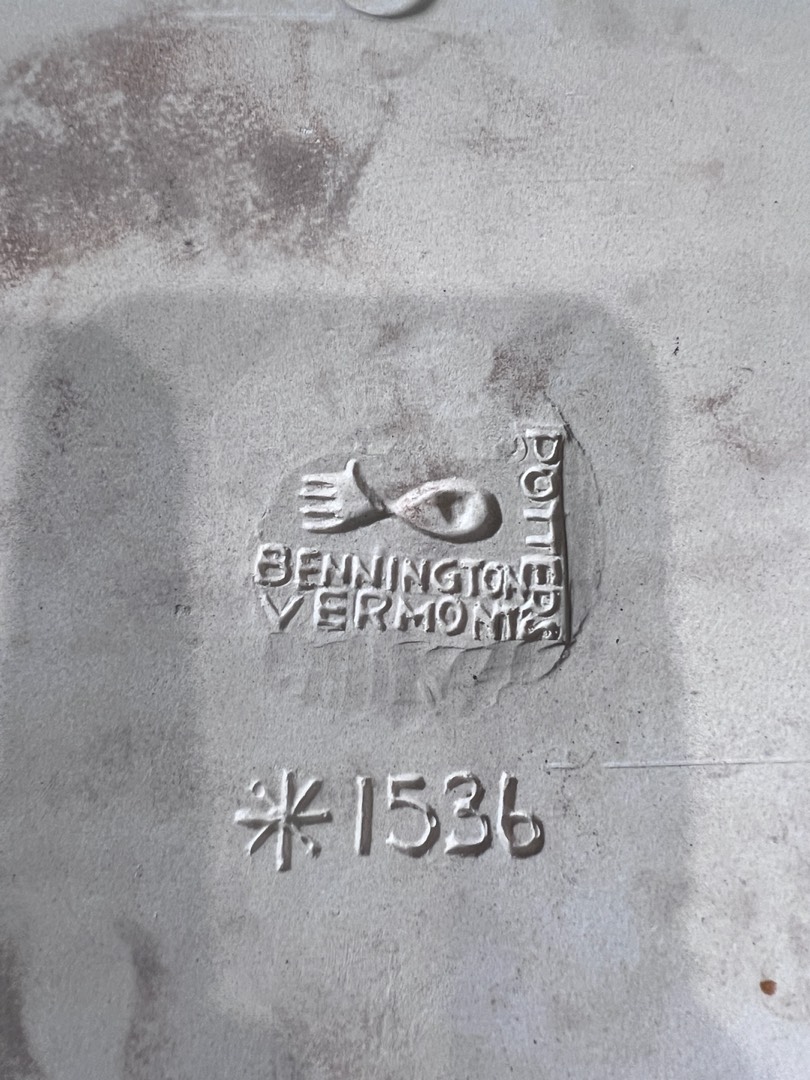 BENNINGTON
VERMONT
POTTERS
*1536